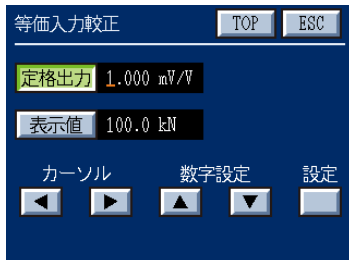 等価入力較正 TOP ESC
定格出力 1.000 mV/V
表示値 100.0 kN
カーソル 数字設定 設定
◀ ▶ ▲ ▼